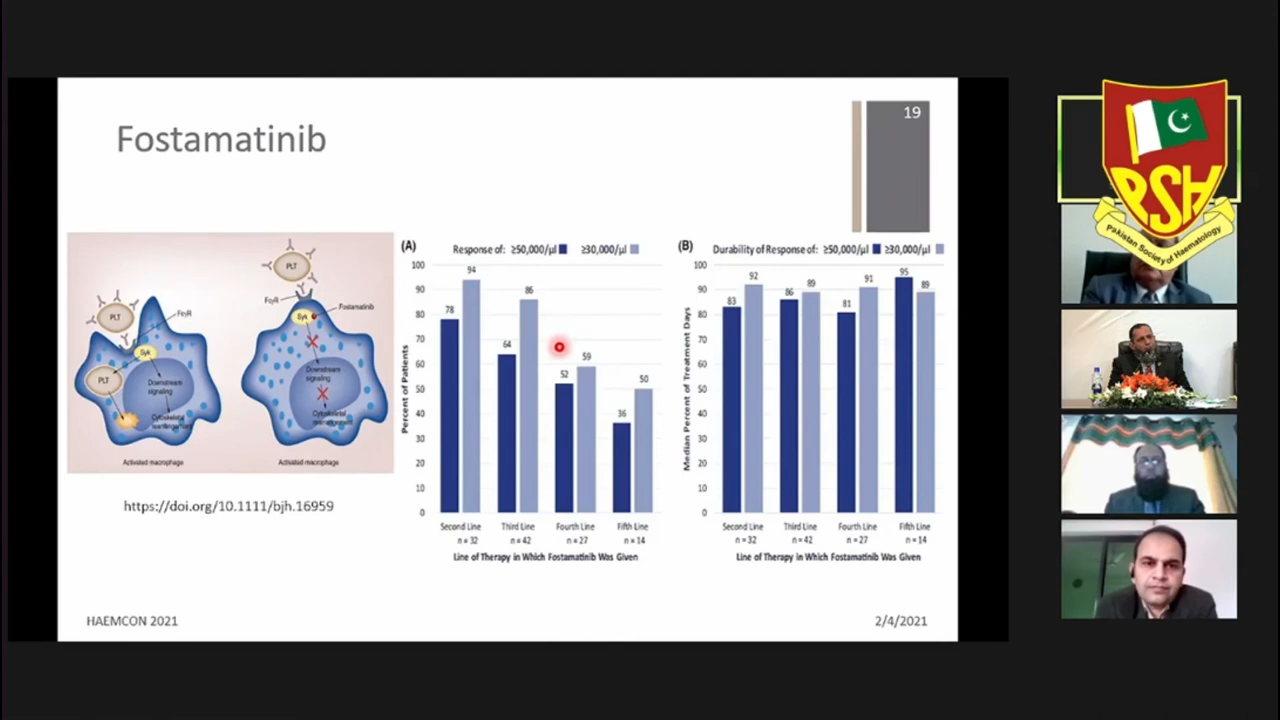 Fostamatinib
19
PLT
FcγR
Syk
PLT
Downstream
signaling
Cytoskeletal
rearrangement
Activated macrophage
PLT
FcγR
Fostamatinib
Syk
Downstream
signaling
Cytoskeletal
rearrangement
Activated macrophage
https://doi.org/10.1111/bjh.16959
(A)
Response of: ≥50,000/µl ≥30,000/µl
Percent of Patients
100
90
80
70
60
50
40
30
20
10
0
78
94
64
86
52
59
36
50
Second Line Third Line Fourth Line Fifth Line
n = 32 n = 42 n = 27 n = 14
Line of Therapy in Which Fostamatinib Was Given
(B)
Durability of Response of: ≥50,000/µl ≥30,000/µl
Median Percent of Treatment Days
100
90
80
70
60
50
40
30
20
10
0
83
92
86
89
81
91
95
89
Second Line Third Line Fourth Line Fifth Line
n = 32 n = 42 n = 27 n = 14
Line of Therapy in Which Fostamatinib Was Given
HAEMCON 2021
2/4/2021
PSH
Pakistan Society of Haematology